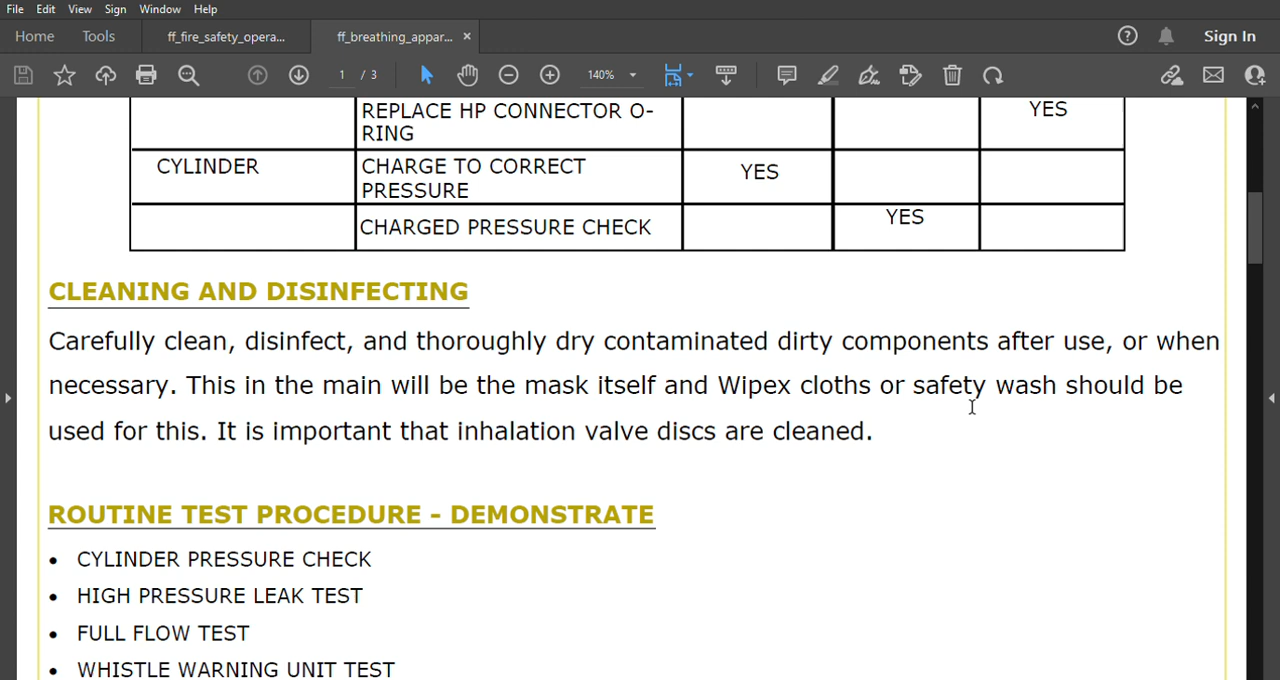 File Edit View Sign Window Help
Home Tools ff_fire_safety_opera... ff_breathing_appar... ×
1 / 3 140%
Sign In
REPLACE HP CONNECTOR O-
RING
YES
CYLINDER
CHARGE TO CORRECT
PRESSURE
YES
CHARGED PRESSURE CHECK
YES
CLEANING AND DISINFECTING
Carefully clean, disinfect, and thoroughly dry contaminated dirty components after use, or when
necessary. This in the main will be the mask itself and Wipex cloths or safety wash should be
used for this. It is important that inhalation valve discs are cleaned.
ROUTINE TEST PROCEDURE - DEMONSTRATE
• CYLINDER PRESSURE CHECK
• HIGH PRESSURE LEAK TEST
• FULL FLOW TEST
• WHISTLE WARNING UNIT TEST